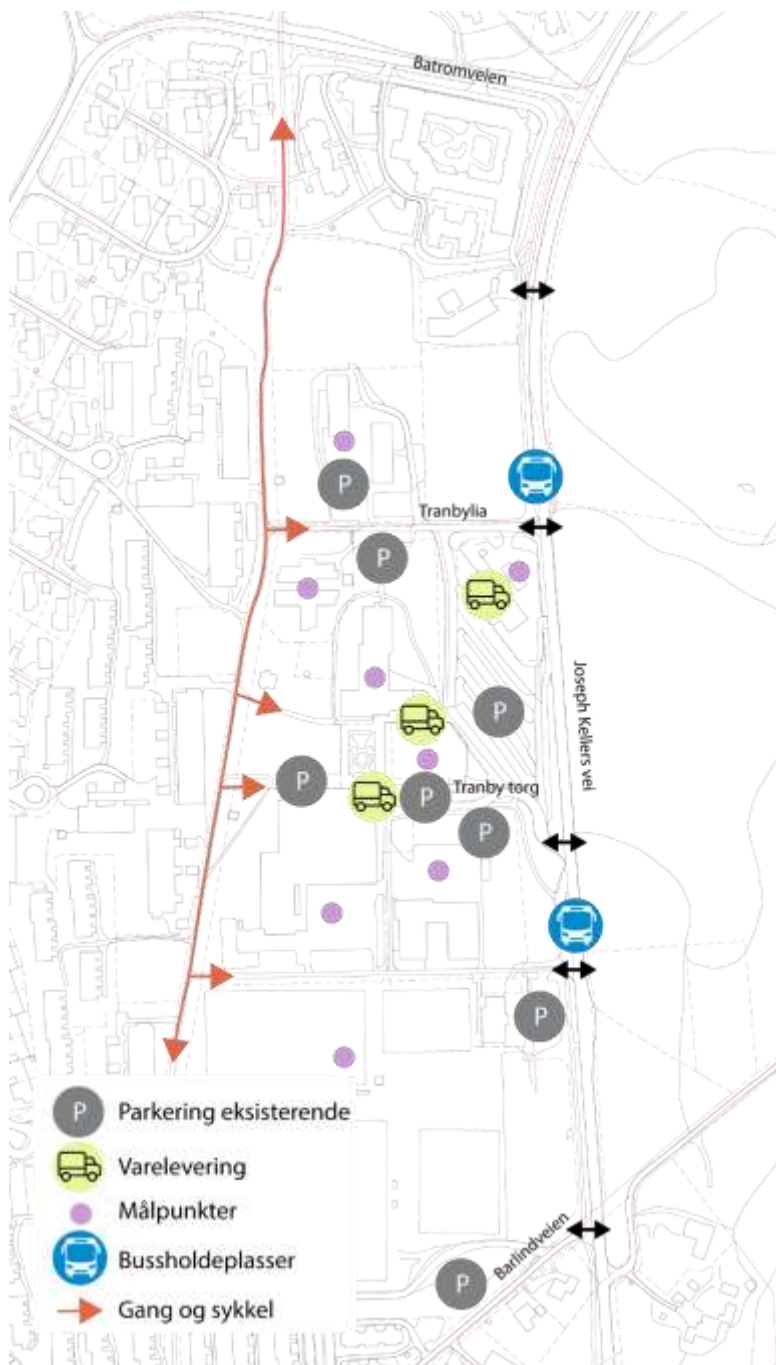 Batromveien
P
Tranbylia
P
Joseph Kellers vei
P
P
P
Tranby torg
P
P
P Parkering eksisterende
Varelevering
Målpunkter
Bussholdeplasser
Gang og sykkel
Barlindveien
P